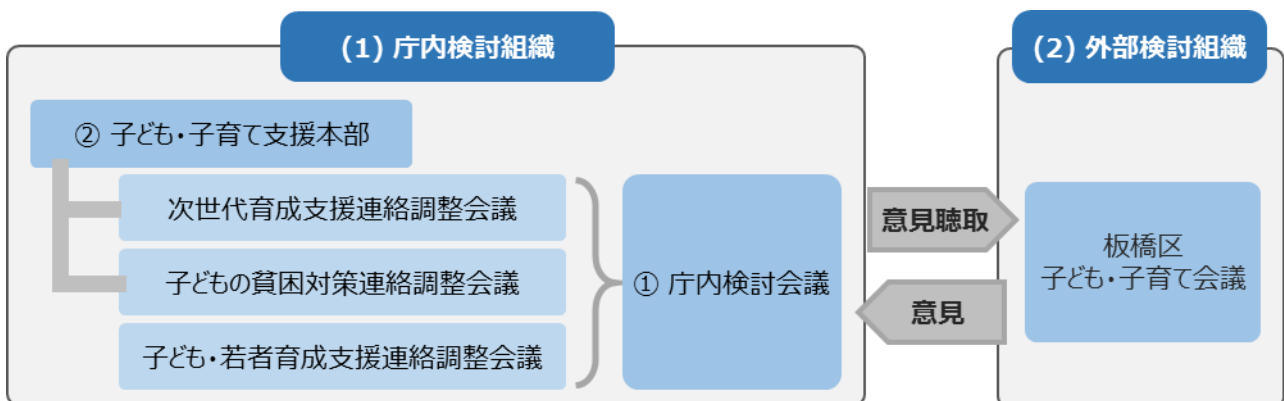 (1) 庁内検討組織
② 子ども・子育て支援本部
次世代育成支援連絡調整会議
子どもの貧困対策連絡調整会議
子ども・若者育成支援連絡調整会議
① 庁内検討会議
意見聴取
意見
(2) 外部検討組織
板橋区
子ども・子育て会議